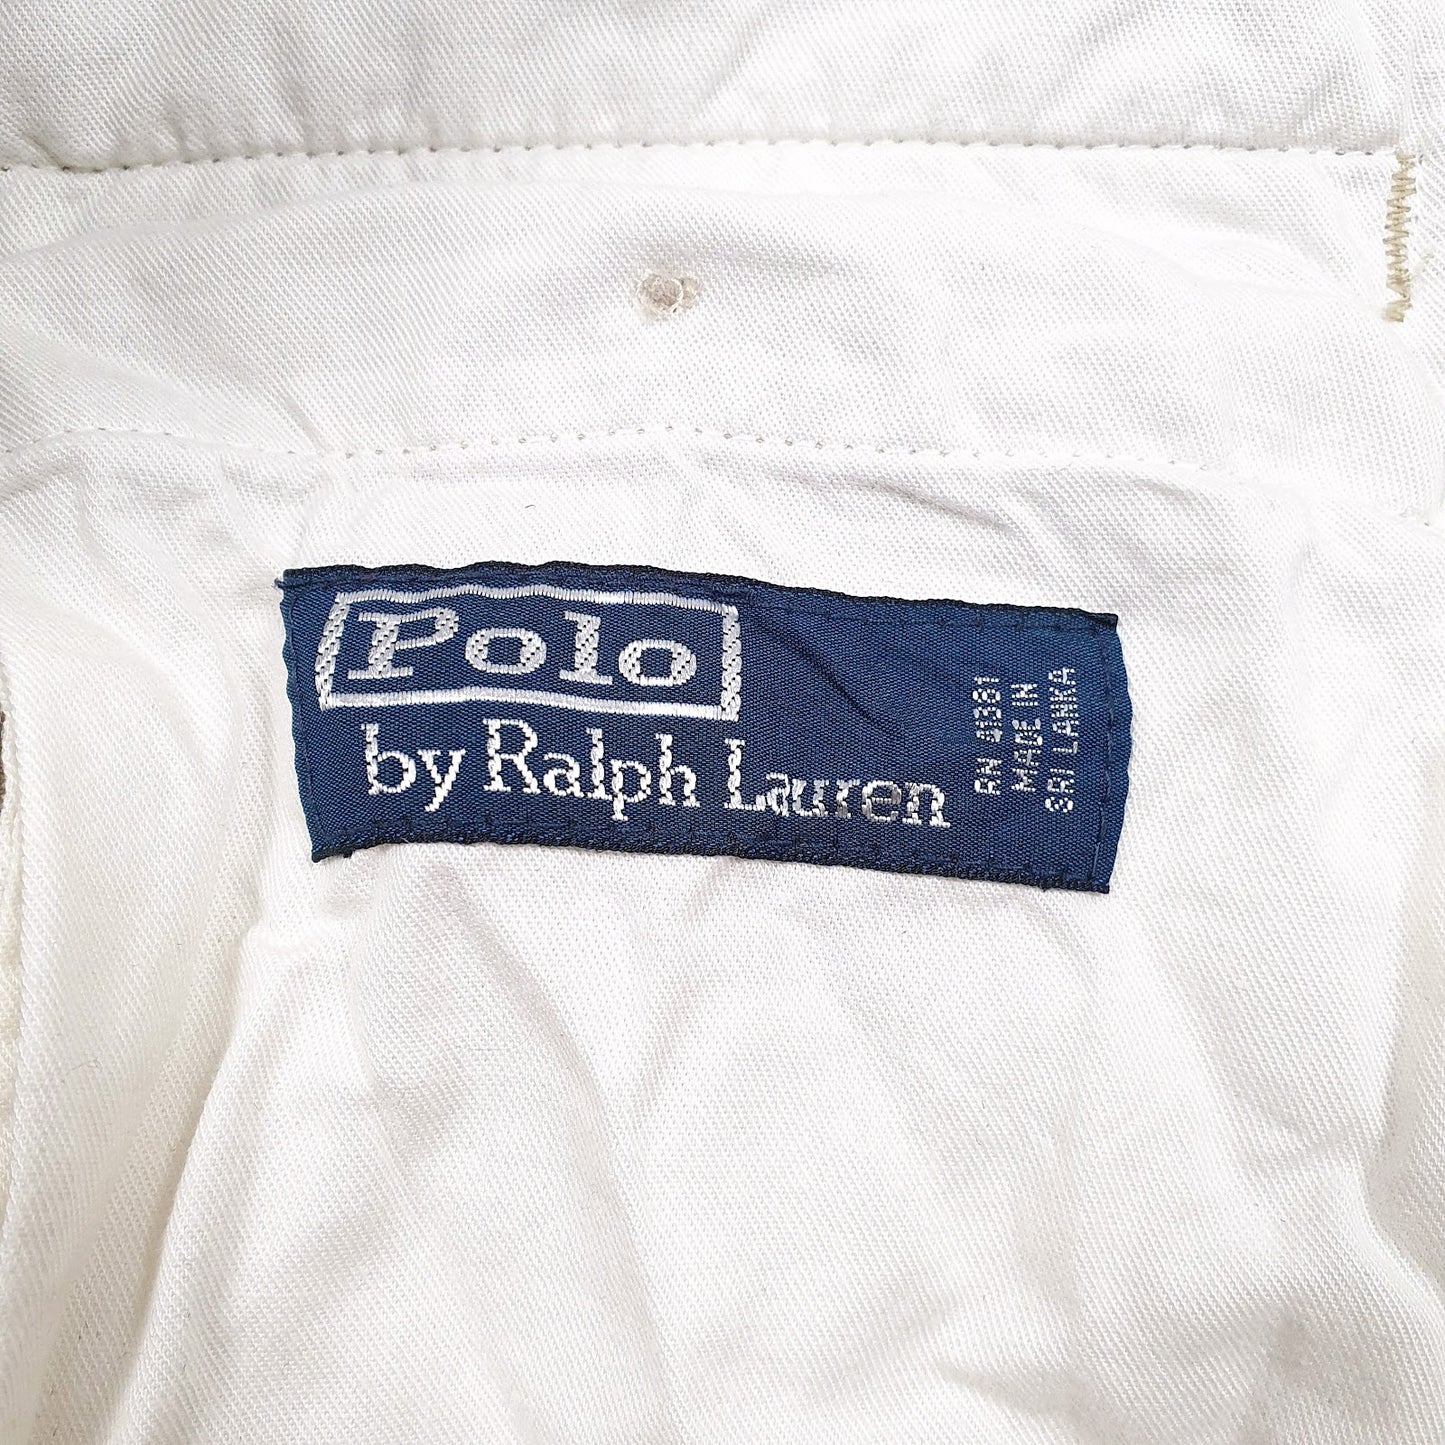 Polo
by Ralph Lauren
RN 41381
MADE IN
SRI LANKA